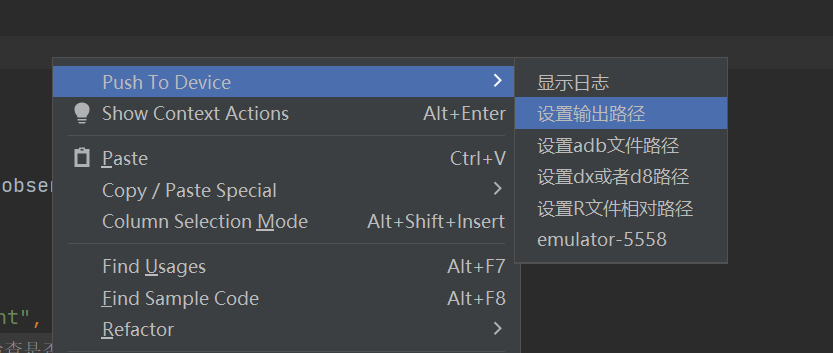 Push To Device
Show Context Actions Alt+Enter
Paste Ctrl+V
Copy / Paste Special
Column Selection Mode Alt+Shift+Insert
Find Usages Alt+F7
Find Sample Code Alt+F8
Refactor
显示日志
设置输出路径
设置adb文件路径
设置dx或者d8路径
设置R文件相对路径
emulator-5558
obser
nt",
查是否